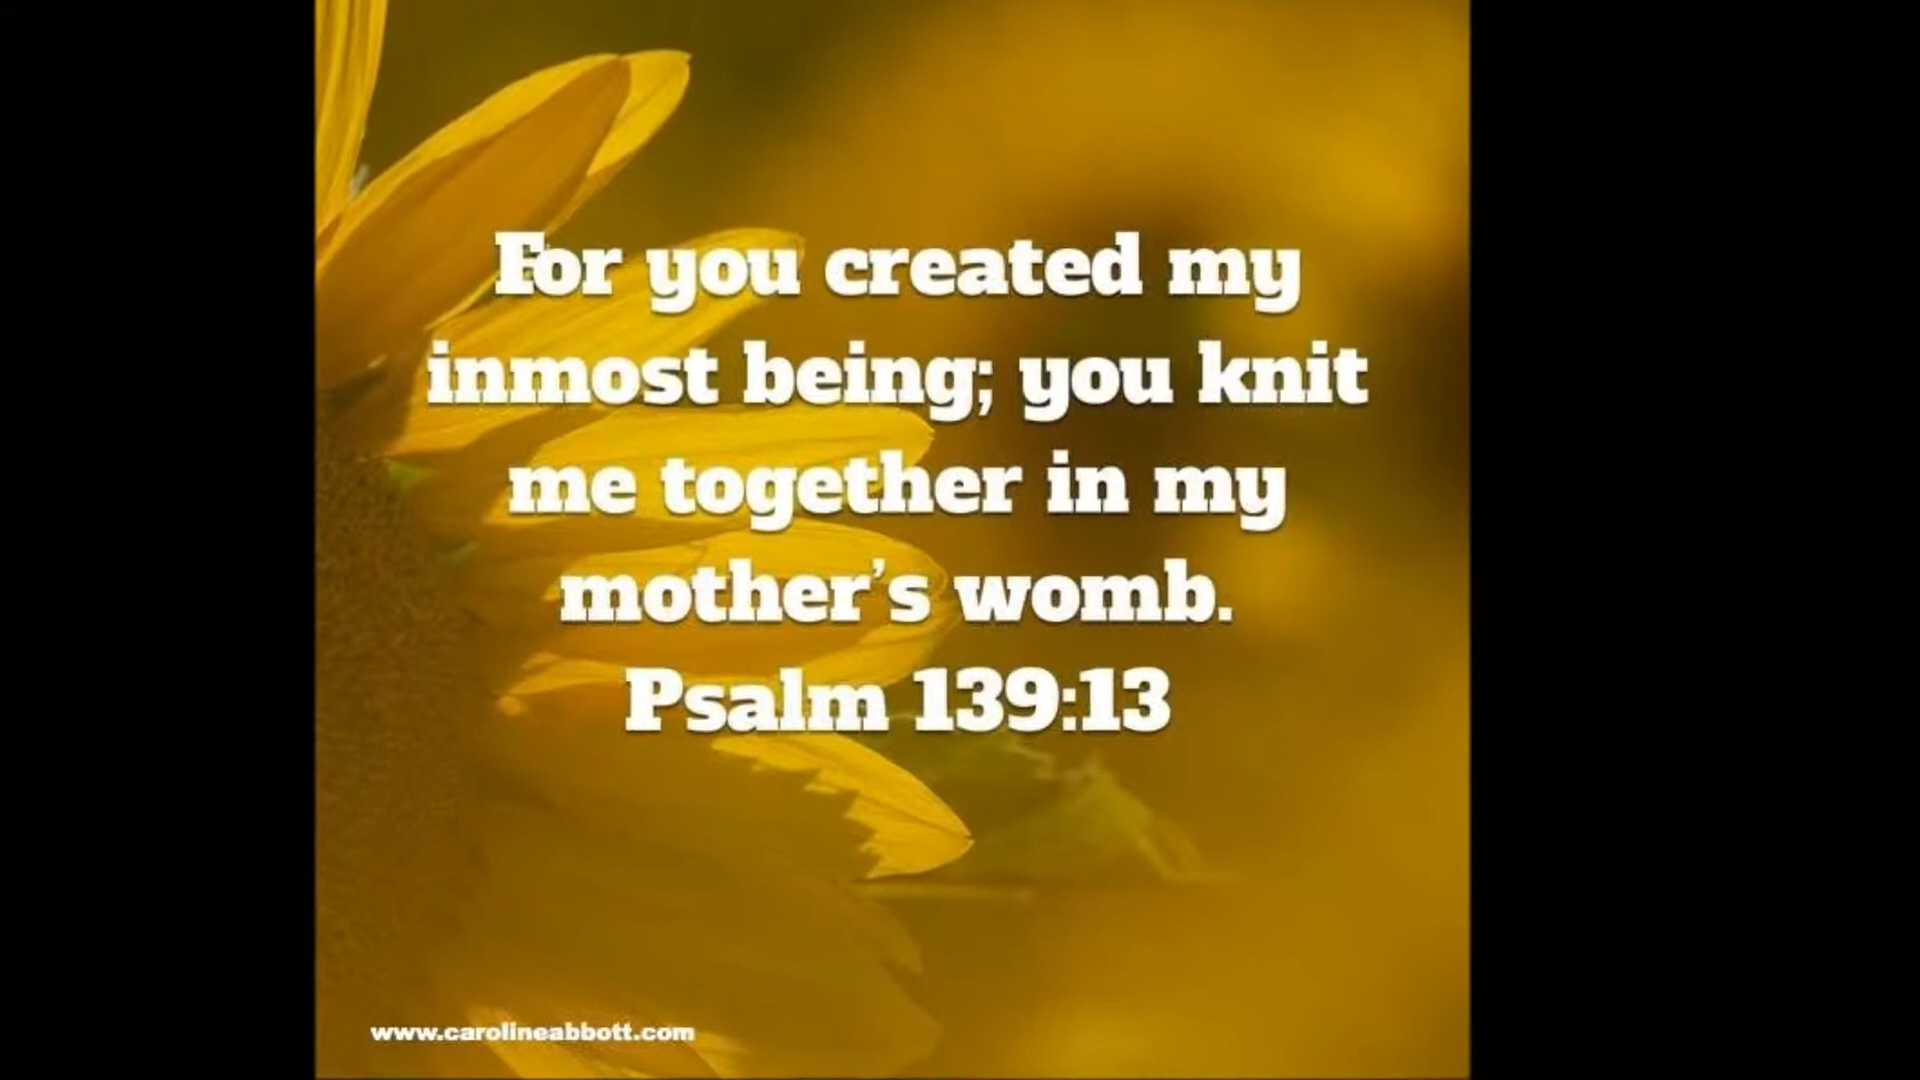 For you created my
inmost being; you knit
me together in my
mother's womb.
Psalm 139:13
www.carolineabbott.com